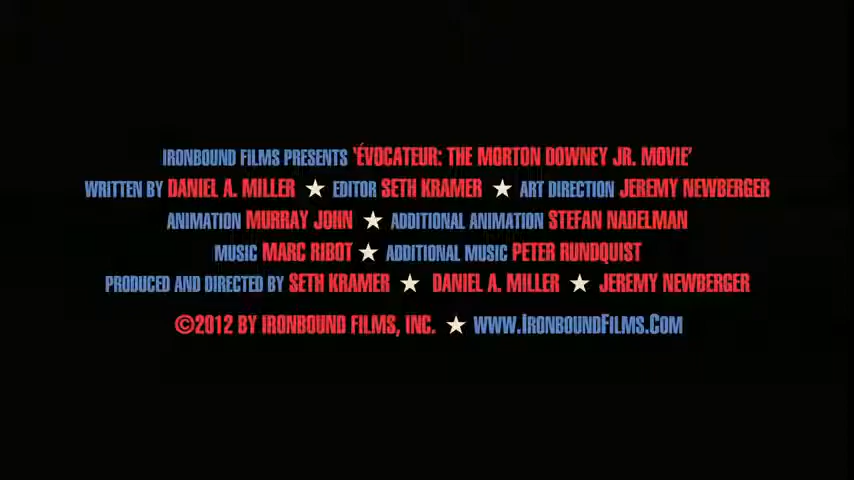 IRONBOUND FILMS PRESENTS 'ÉVOCATEUR: THE MORTON DOWNEY JR. MOVIE'
WRITTEN BY DANIEL A. MILLER ★ EDITOR SETH KRAMER ★ ART DIRECTION JEREMY NEWBERGER
ANIMATION MURRAY JOHN ★ ADDITIONAL ANIMATION STEFAN NADELMAN
MUSIC MARC RIBOT ★ ADDITIONAL MUSIC PETER RUNDQUIST
PRODUCED AND DIRECTED BY SETH KRAMER ★ DANIEL A. MILLER ★ JEREMY NEWBERGER
©2012 BY IRONBOUND FILMS, INC. ★ WWW.IRONBOUNDFILMS.COM